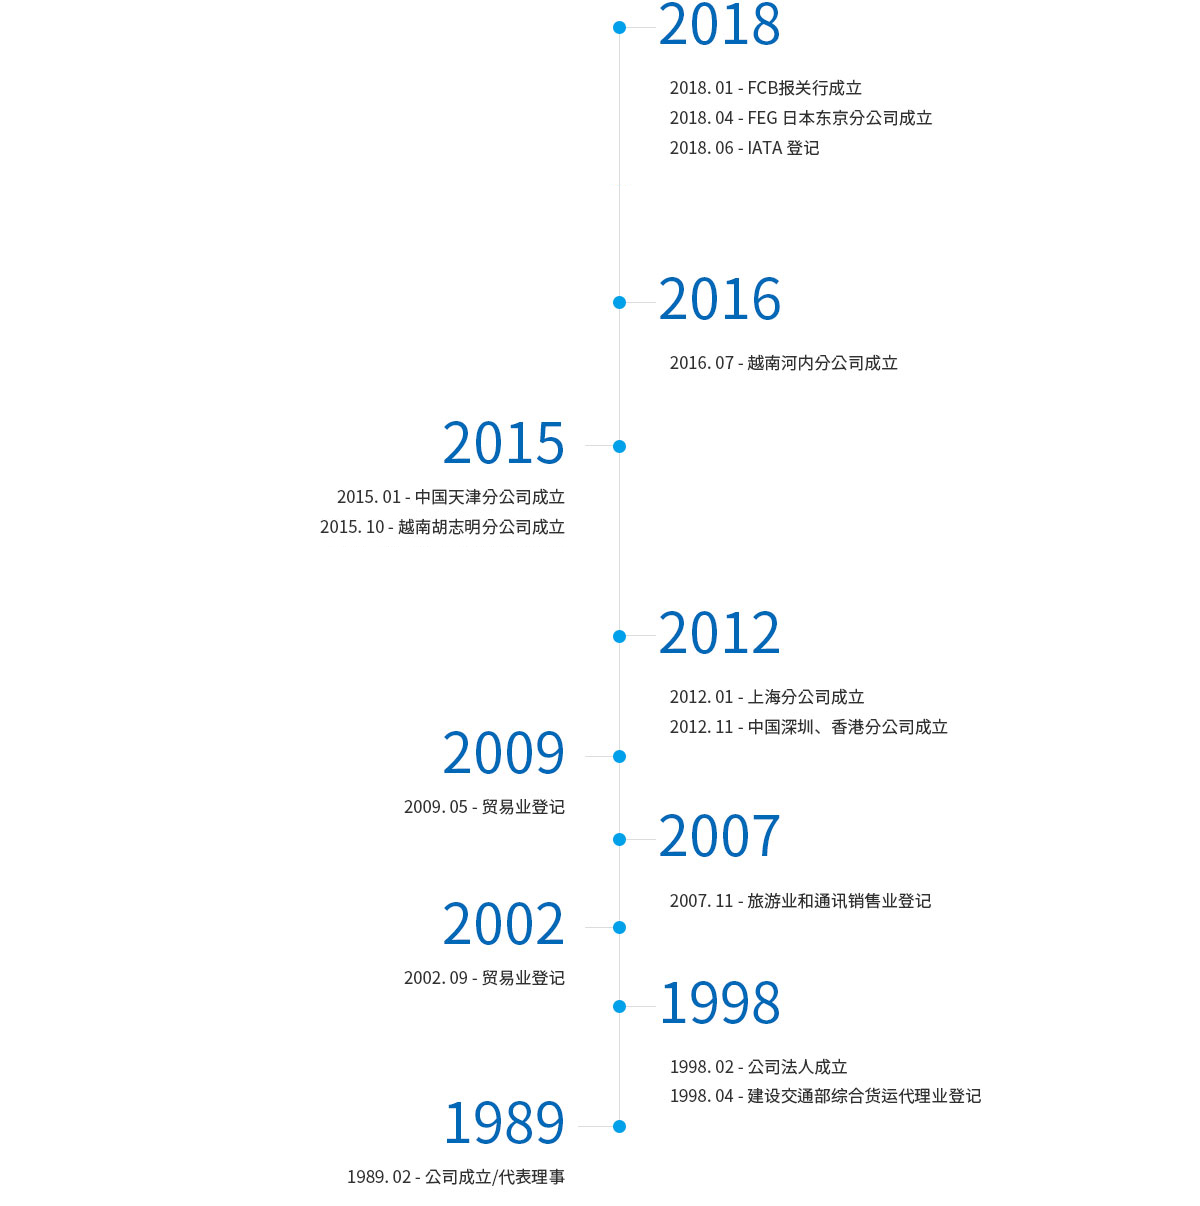 2018
2018. 01 - FCB报关行成立
2018. 04 - FEG 日本东京分公司成立
2018. 06 - IATA 登记
2016
2016. 07 - 越南河内分公司成立
2015
2015. 01 - 中国天津分公司成立
2015. 10 - 越南胡志明分公司成立
2012
2012. 01 - 上海分公司成立
2012. 11 - 中国深圳、香港分公司成立
2009
2009. 05 - 贸易业登记
2007
2007. 11 - 旅游业和通讯销售业登记
2002
2002. 09 - 贸易业登记
1998
1998. 02 - 公司法人成立
1998. 04 - 建设交通部综合货运代理业登记
1989
1989. 02 - 公司成立/代表理事